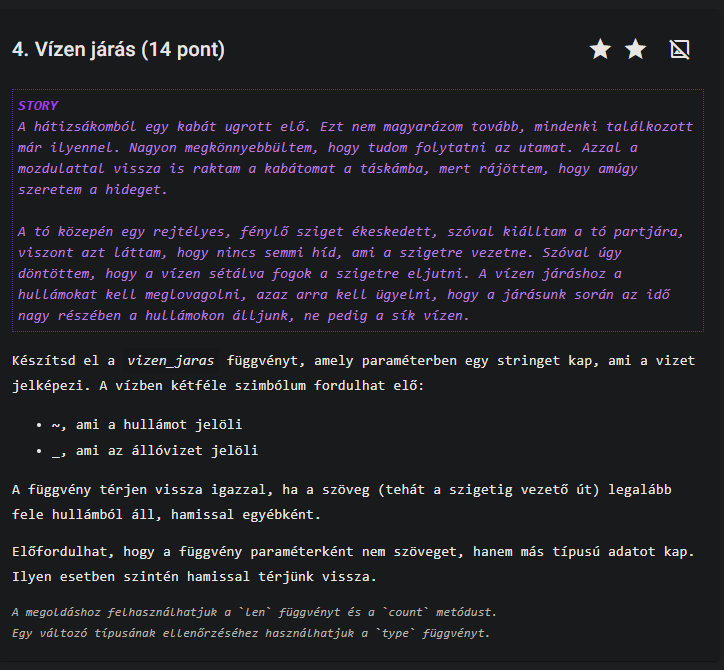 4. Vízen járás (14 pont)
STORY
A hátizsákomból egy kabát ugrott elő. Ezt nem magyarázom tovább, mindenki találkozott
már ilyennel. Nagyon megkönnyebbültem, hogy tudom folytatni az utamat. Azzal a
mozdulattal vissza is raktam a kabátomat a táskámba, mert rájöttem, hogy amúgy
szeretem a hideget.
A tó közepén egy rejtélyes, fénylő sziget ékeskedett, szóval kiálltam a tó partjára,
viszont azt láttam, hogy nincs semmi híd, ami a szigetre vezetne. Szóval úgy
döntöttem, hogy a vízen sétálva fogok a szigetre eljutni. A vízen járáshoz a
hullámokat kell meglovagolni, azaz arra kell ügyelni, hogy a járásunk során az idő
nagy részében a hullámokon álljunk, ne pedig a sík vízen.
Készítsd el a vizen_jaras függvényt, amely paraméterben egy stringet kap, ami a vizet
jelképezi. A vízben kétféle szimbólum fordulhat elő:
• ~, ami a hullámot jelöli
• _, ami az állóvizet jelöli
A függvény térjen vissza igazzal, ha a szöveg (tehát a szigetig vezető út) legalább
fele hullámból áll, hamissal egyébként.
Előfordulhat, hogy a függvény paraméterként nem szöveget, hanem más típusú adatot kap.
Ilyen esetben szintén hamissal térjünk vissza.
A megoldáshoz felhasználhatjuk a `len` függvényt és a `count` metódust.
Egy változó típusának ellenőrzéséhez használhatjuk a `type` függvényt.